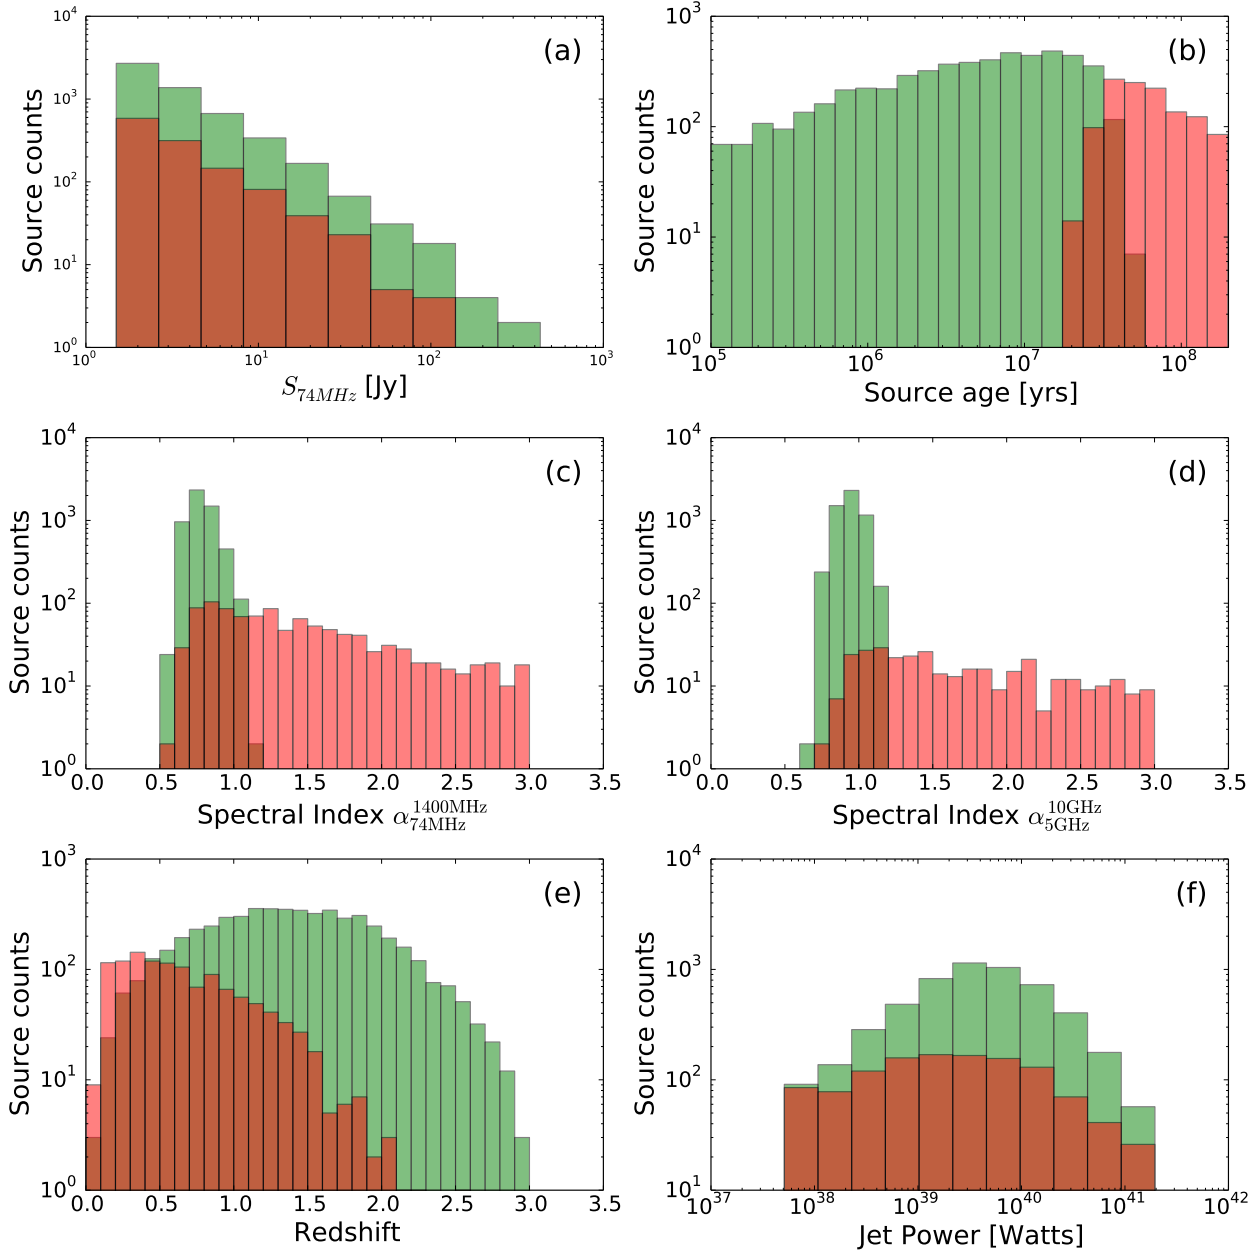 (a)
Source counts
10^4
10^3
10^2
10^1
10^0
10^0 10^1 10^2 10^3
S_{74MHz} [Jy]
(b)
Source counts
10^3
10^2
10^1
10^0
10^5 10^6 10^7 10^8
Source age [yrs]
(c)
Source counts
10^4
10^3
10^2
10^1
10^0
0.0 0.5 1.0 1.5 2.0 2.5 3.0 3.5
Spectral Index α_{74MHz}^{1400MHz}
(d)
Source counts
10^4
10^3
10^2
10^1
10^0
0.0 0.5 1.0 1.5 2.0 2.5 3.0 3.5
Spectral Index α_{5GHz}^{10GHz}
(e)
Source counts
10^3
10^2
10^1
10^0
0.0 0.5 1.0 1.5 2.0 2.5 3.0 3.5
Redshift
(f)
Source counts
10^4
10^3
10^2
10^1
10^37 10^38 10^39 10^40 10^41 10^42
Jet Power [Watts]